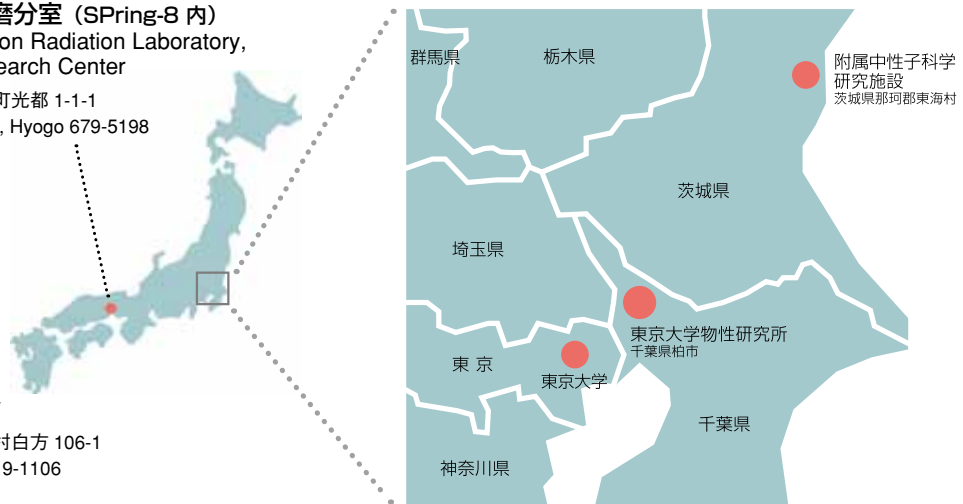 磨分室（SPring-8 内）
on Radiation Laboratory,
earch Center
町光都 1-1-1
, Hyogo 679-5198
村白方 106-1
9-1106
群馬県
栃木県
附属中性子科学
研究施設
茨城県那珂郡東海村
茨城県
埼玉県
東京大学物性研究所
千葉県柏市
東 京
東京大学
千葉県
神奈川県